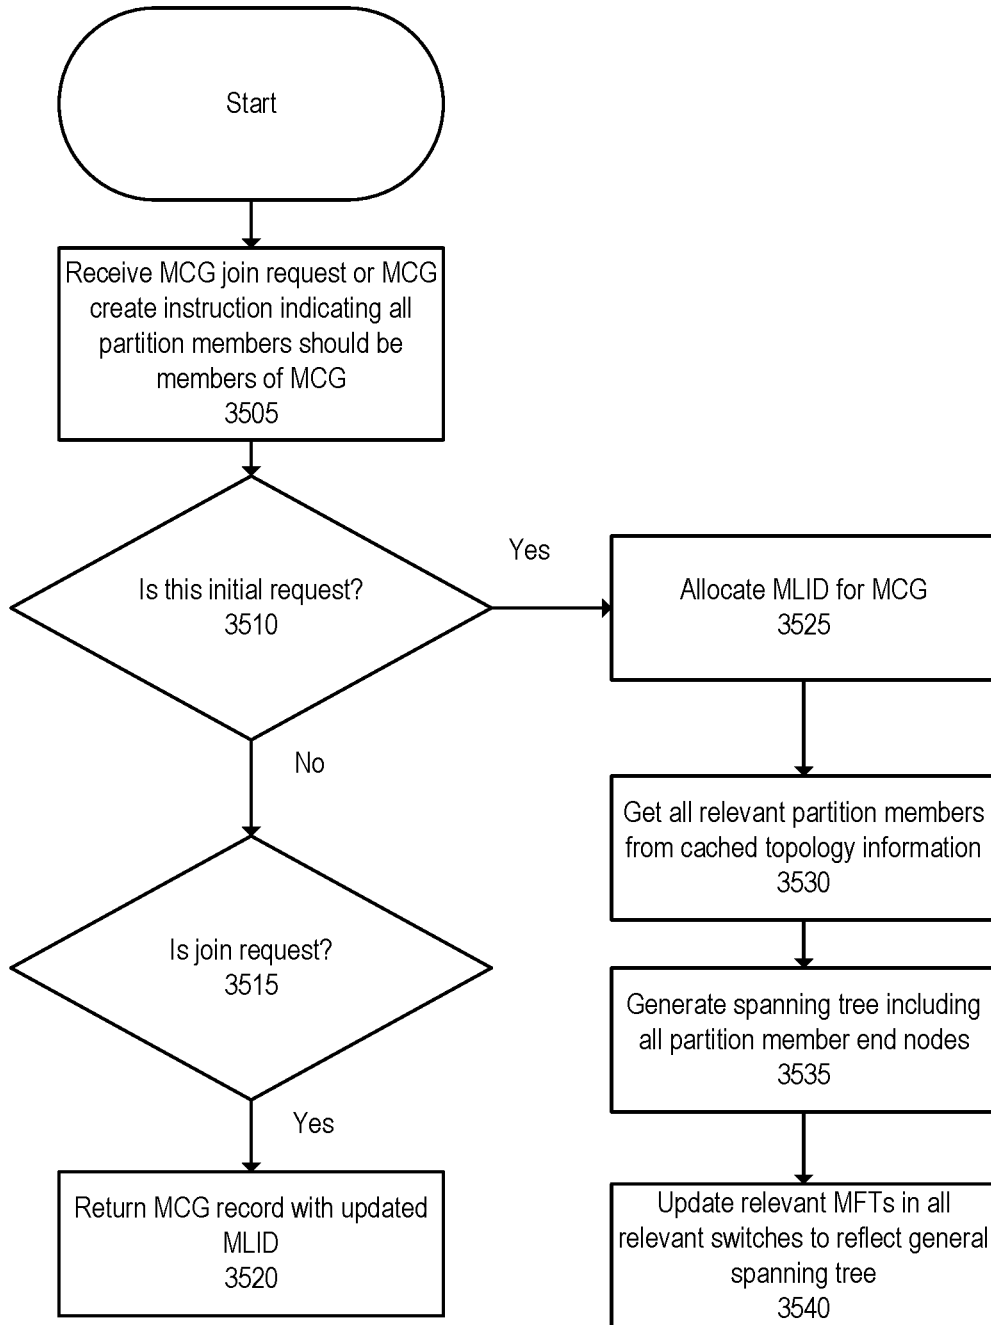 Start
Receive MCG join request or MCG
create instruction indicating all
partition members should be
members of MCG
3505
Is this initial request?
3510
Yes
Allocate MLID for MCG
3525
No
Get all relevant partition members
from cached topology information
3530
Is join request?
3515
Generate spanning tree including
all partition member end nodes
3535
Yes
Return MCG record with updated
MLID
3520
Update relevant MFTs in all
relevant switches to reflect general
spanning tree
3540